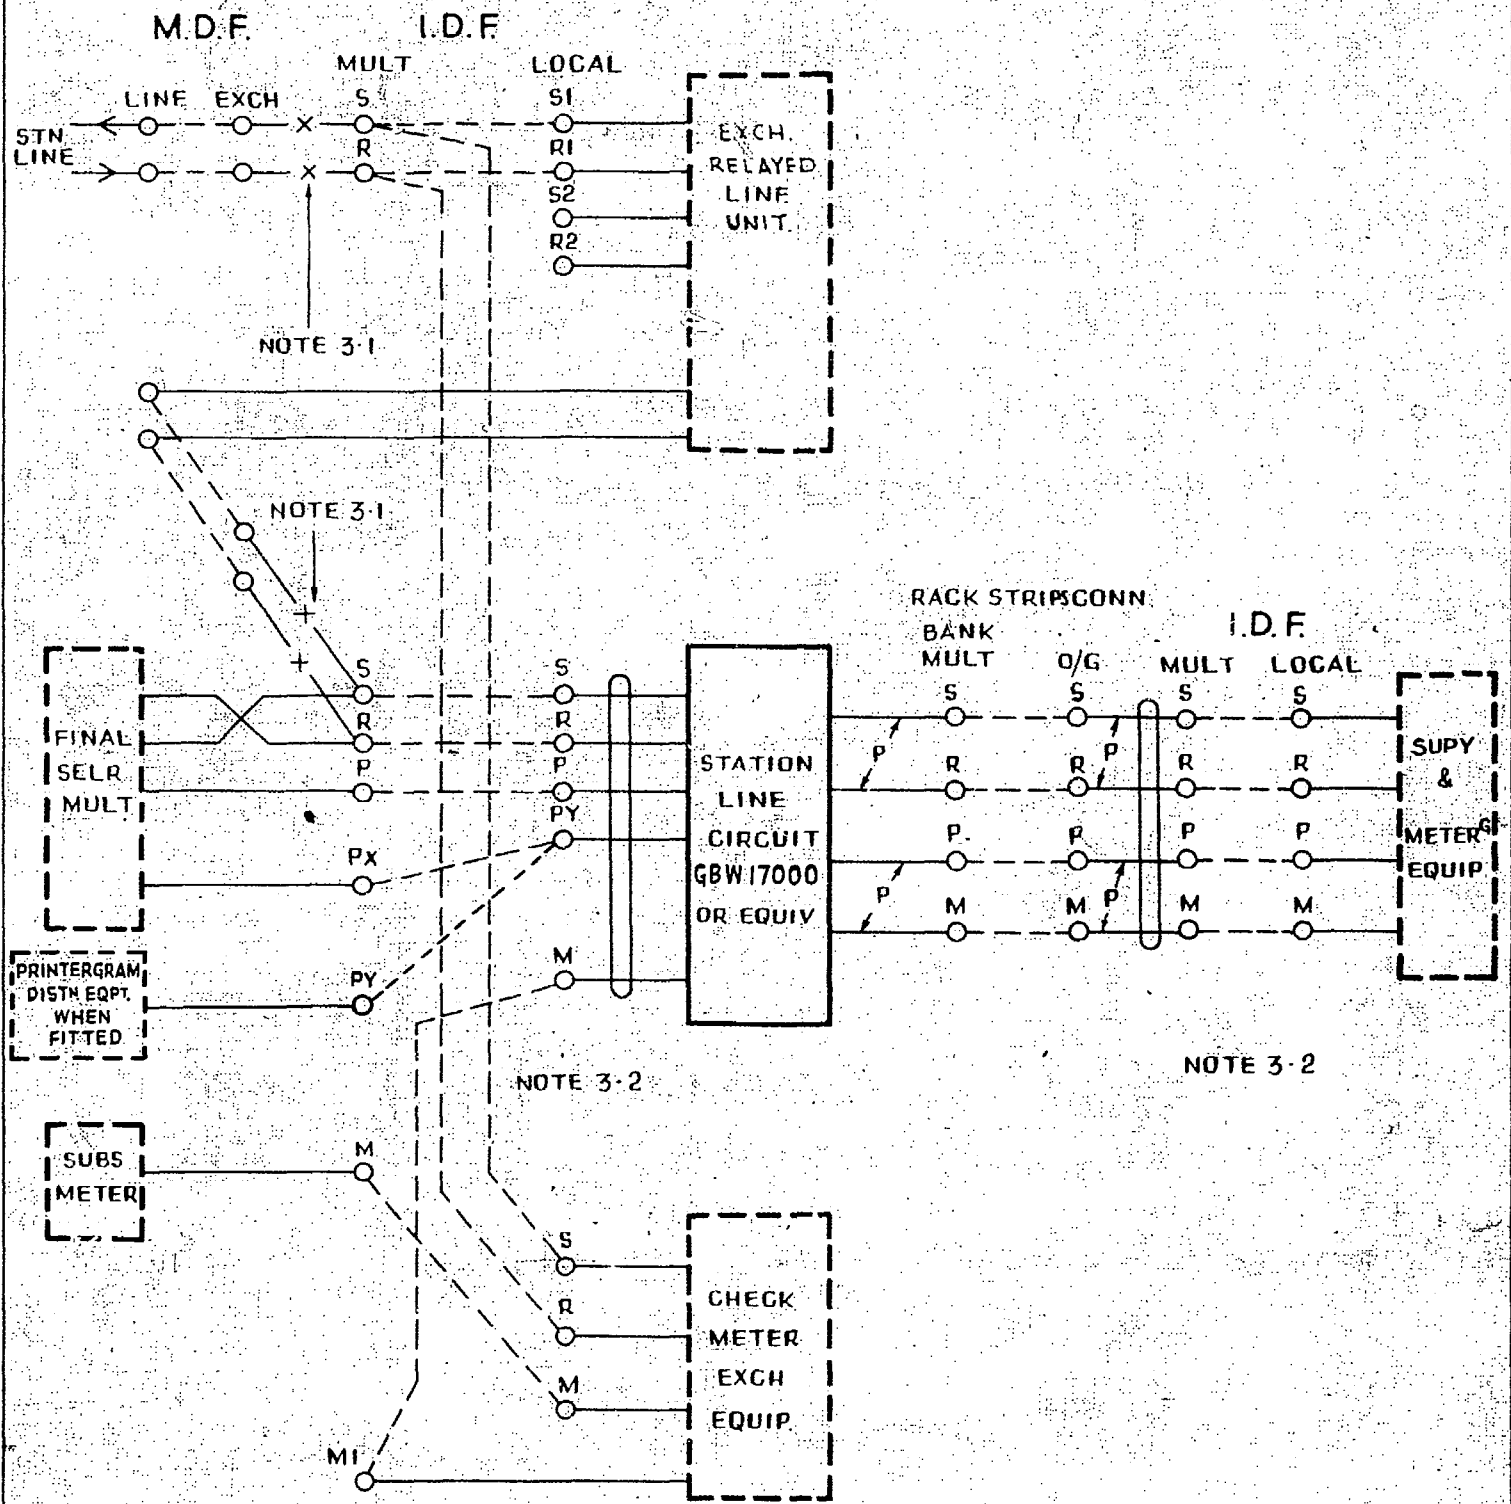 M.D.F. I.D.F.
MULT LOCAL
LINE EXCH S S1
STN LINE
R R1
S2
R2
EXCH.
RELAYED
LINE
UNIT.
NOTE 3·1
NOTE 3·1
RACK STRIPSCONN.
BANK MULT O/G
I.D.F.
MULT LOCAL
FINAL
SELR
MULT
S
R
P
PX
S
R
P
PY
M
STATION
LINE
CIRCUIT
GBW17000
OR EQUIV
S S S S
R R R R
P. P P P
M M M M
P P
P P
SUPY
&
METERG
EQUIP
PRINTERGRAM
DISTN EQPT.
WHEN
FITTED
PY
NOTE 3·2
NOTE 3·2
SUBS
METER
M
S
R
M
M1
CHECK
METER
EXCH
EQUIP.